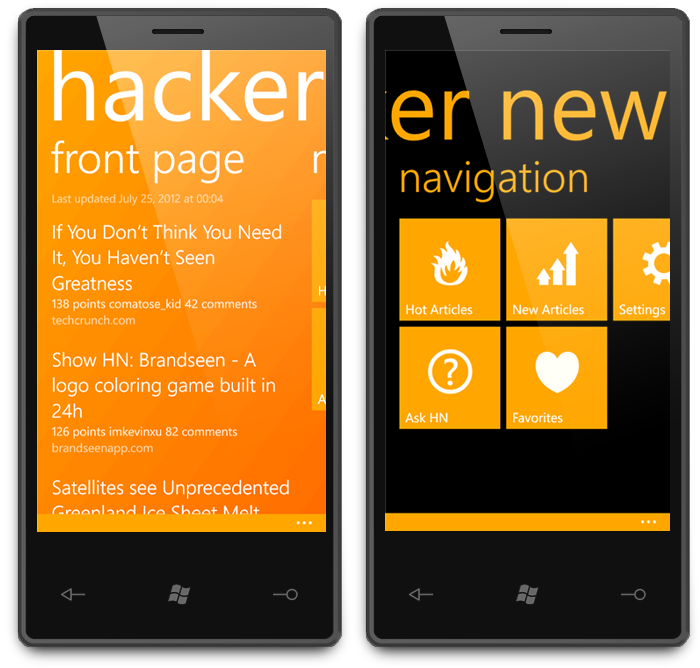 hacker
front page
Last updated July 25, 2012 at 00:04
If You Don't Think You Need
It, You Haven't Seen
Greatness
138 points comatose_kid 42 comments
techcrunch.com
Show HN: Brandseen - A
logo coloring game built in
24h
126 points imkevinxu 82 comments
brandseenapp.com
Satellites see Unprecedented
Greenland Ice Sheet Melt
n
H
A
ker new
navigation
Hot Articles
New Articles
Settings
Ask HN
Favorites